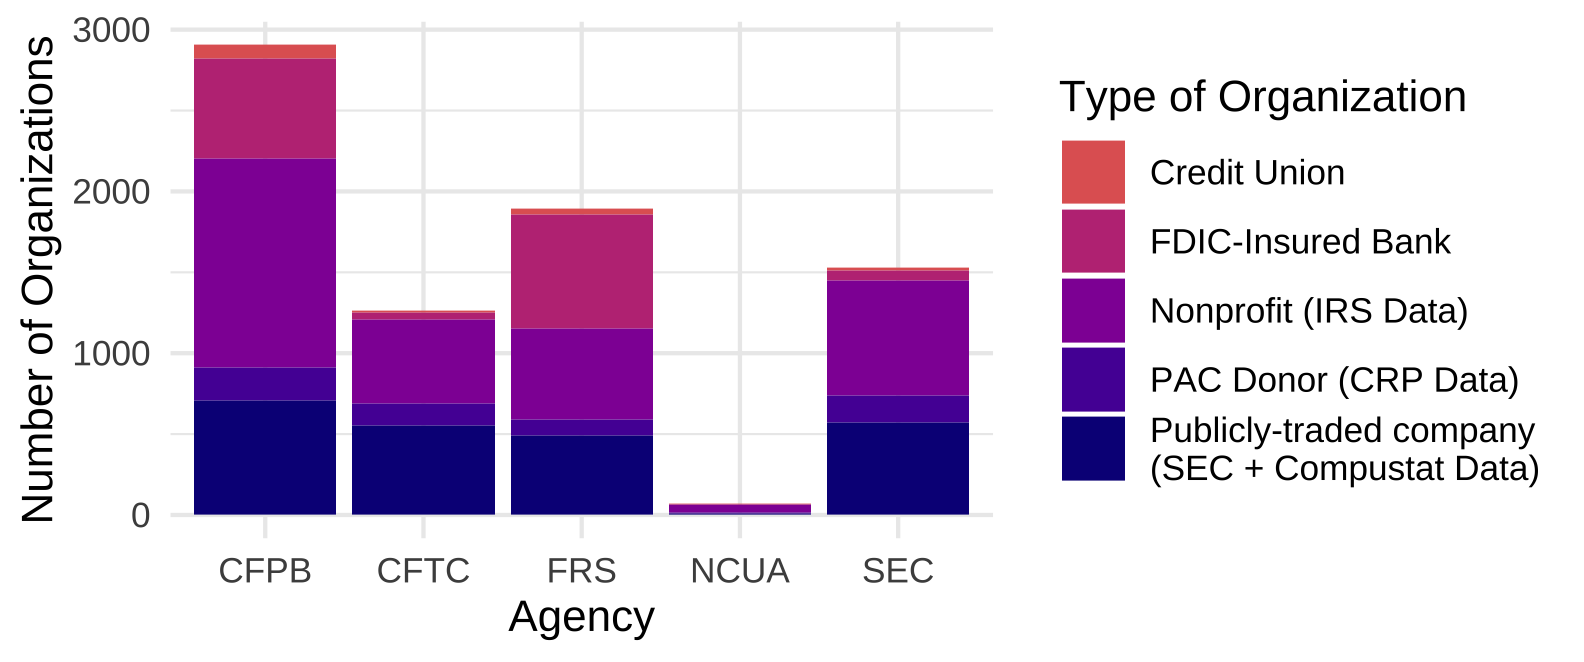 Number of Organizations
3000
2000
1000
0
CFPB
CFTC
FRS
NCUA
SEC
Agency
Type of Organization
Credit Union
FDIC-Insured Bank
Nonprofit (IRS Data)
PAC Donor (CRP Data)
Publicly-traded company
(SEC + Compustat Data)